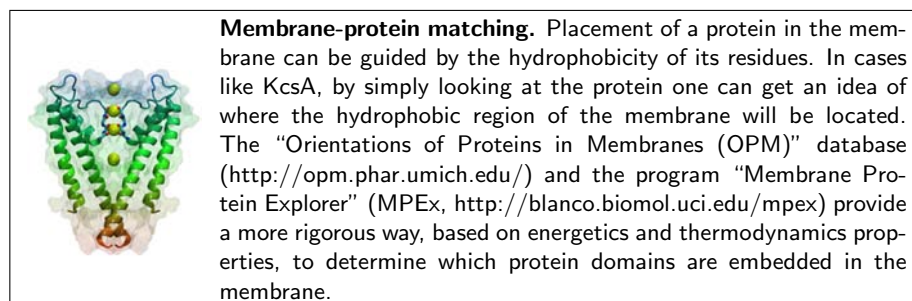 Membrane-protein matching. Placement of a protein in the mem-
brane can be guided by the hydrophobicity of its residues. In cases
like KcsA, by simply looking at the protein one can get an idea of
where the hydrophobic region of the membrane will be located.
The “Orientations of Proteins in Membranes (OPM)” database
(http://opm.phar.umich.edu/) and the program “Membrane Pro-
tein Explorer” (MPEx, http://blanco.biomol.uci.edu/mpex) provide
a more rigorous way, based on energetics and thermodynamics prop-
erties, to determine which protein domains are embedded in the
membrane.